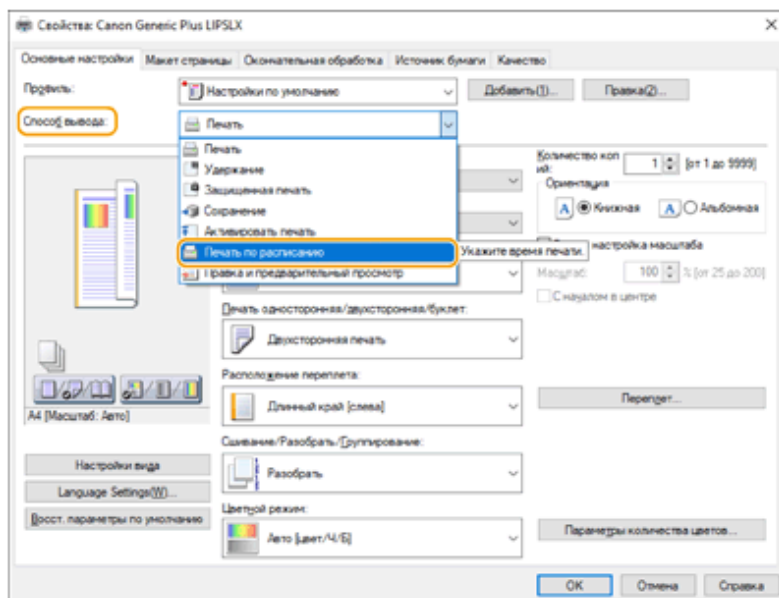 Свойства: Canon Generic Plus LIPSLX
Основные настройки Макет страницы Окончательная обработка Источник бумаги Качество
Профиль: Настройки по умолчанию Добавить(1)... Правка(2)...
Способ вывода: Печать
Печать
Удержание
Защищенная печать
Сохранение
Активировать печать
Печать по расписанию
Укажите время печати.
Правка и предварительный просмотр
Количество коп
ий: 1 [от 1 до 9999]
Ориентация
A Книжная A Альбомная
настройка масштаба
Масштаб: 100 % [от 25 до 200]
С началом в центре
Печать односторонняя/двухсторонняя/буклет:
Двухсторонняя печать
Расположение переплета:
Длинный край [слева]
Переплет...
A4 [Масштаб: Авто]
Сшивание/Разобрать/Группирование:
Разобрать
Настройки вида
Language Settings(W)...
Восст. параметры по умолчанию
Цветной режим:
Авто [цвет/Ч/Б]
Параметры количества цветов...
OK Отмена Справка